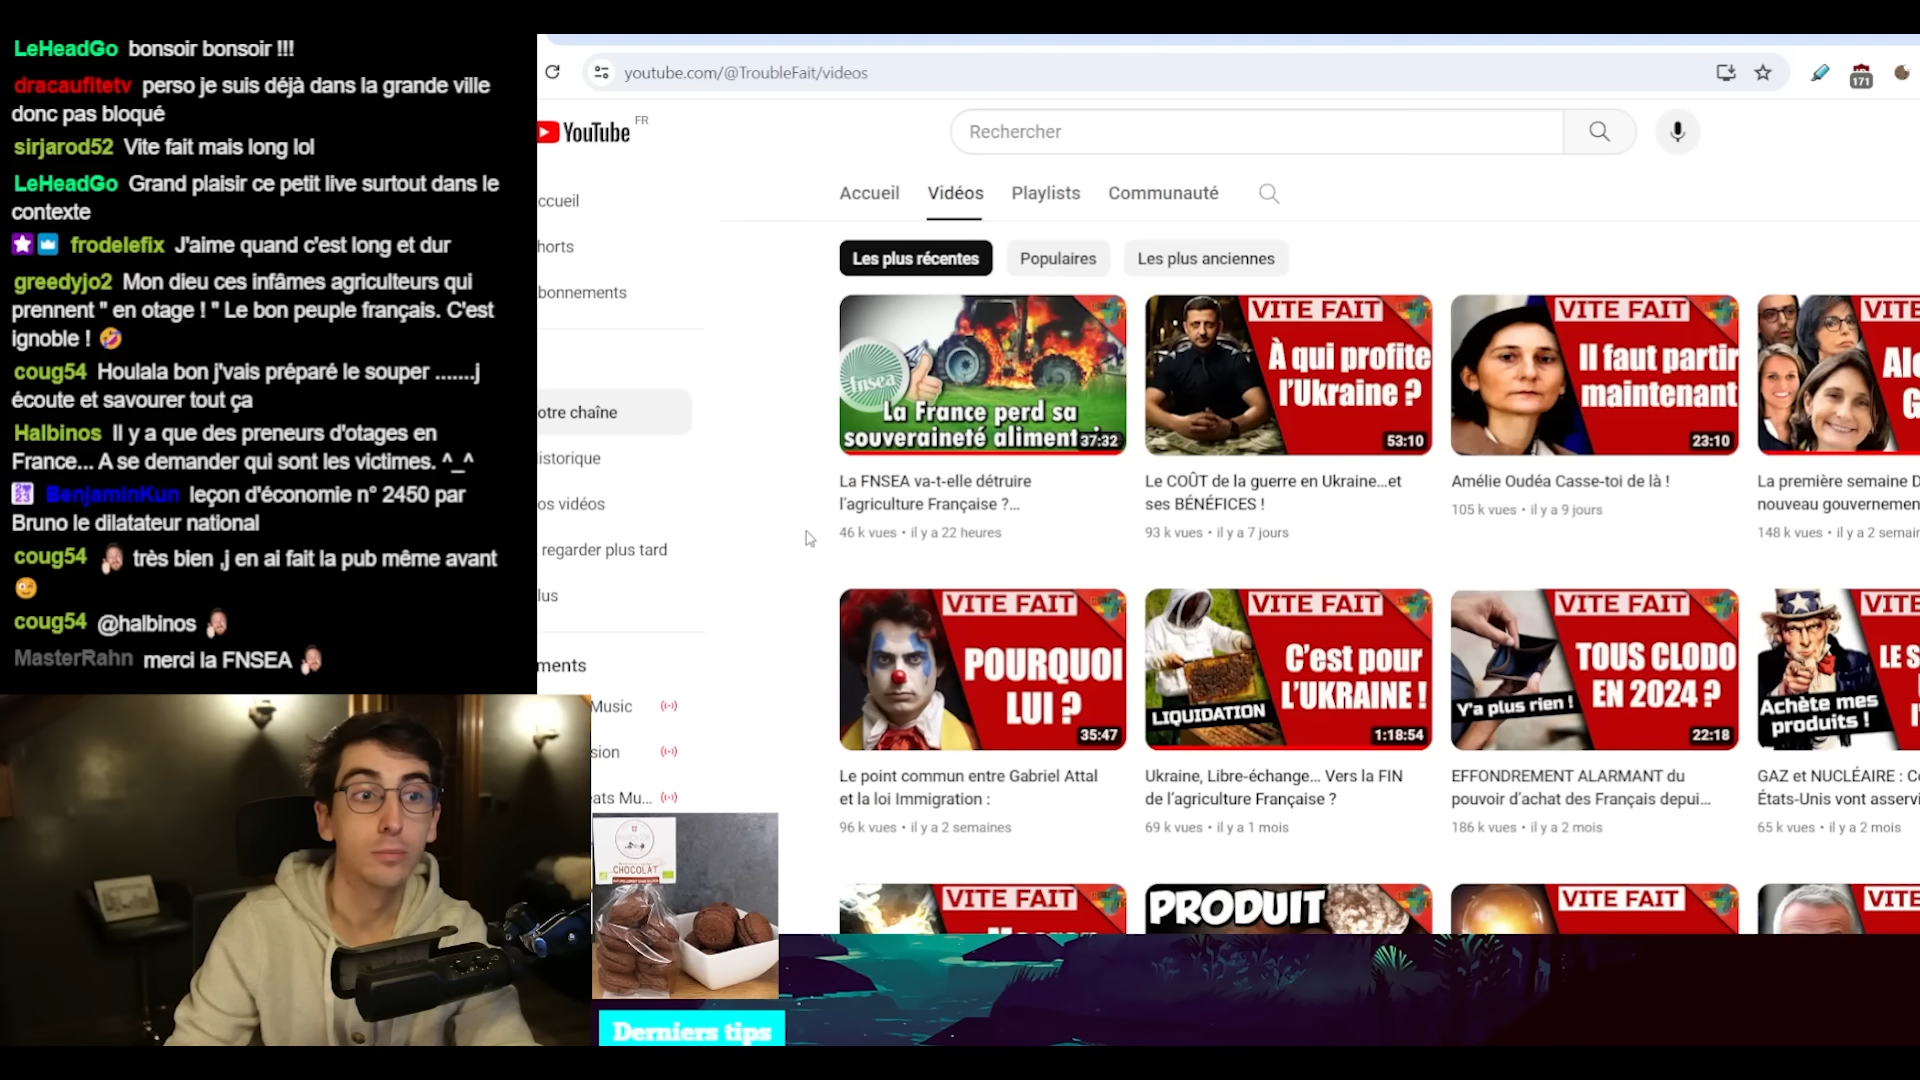 LeHeadGo bonsoir bonsoir !!!
dracaufitetv perso je suis déjà dans la grande ville
donc pas bloqué
sirjarod52 Vite fait mais long lol
LeHeadGo Grand plaisir ce petit live surtout dans le
contexte
frodelefix J'aime quand c'est long et dur
greedyjo2 Mon dieu ces infâmes agriculteurs qui
prennent " en otage ! " Le bon peuple français. C'est
ignoble ! 🤣
coug54 Houlala bon j'vais préparé le souper .......j
écoute et savourer tout ça
Halbinos Il y a que des preneurs d'otages en
France... A se demander qui sont les victimes. ^_^
BenjaminKun leçon d'économie n° 2450 par
Bruno le dilatateur national
coug54 très bien ,j en ai fait la pub même avant
😉
coug54 @halbinos
MasterRahn merci la FNSEA
youtube.com/@TroubleFait/videos
171
YouTube FR
Rechercher
ccueil
horts
bonnements
otre chaîne
istorique
os vidéos
regarder plus tard
lus
ments
Music
sion
ats Mu...
Accueil Vidéos Playlists Communauté
Les plus récentes Populaires Les plus anciennes
fnsea
La France perd sa
souveraineté aliment
37:32
La FNSEA va-t-elle détruire
l'agriculture Française ?...
46 k vues • il y a 22 heures
VITE FAIT
À qui profite
l'Ukraine ?
53:10
Le COÛT de la guerre en Ukraine...et
ses BÉNÉFICES !
93 k vues • il y a 7 jours
VITE FAIT
Il faut partir
maintenant
23:10
Amélie Oudéa Casse-toi de là !
105 k vues • il y a 9 jours
VITE
Al
G
La première semaine D
nouveau gouvernemen
148 k vues • il y a 2 semain
VITE FAIT
POURQUOI
LUI ?
35:47
Le point commun entre Gabriel Attal
et la loi Immigration :
96 k vues • il y a 2 semaines
VITE FAIT
C'est pour
L'UKRAINE !
LIQUIDATION
1:18:54
Ukraine, Libre-échange... Vers la FIN
de l'agriculture Française ?
69 k vues • il y a 1 mois
VITE FAIT
TOUS CLODO
EN 2024 ?
Y'a plus rien !
22:18
EFFONDREMENT ALARMANT du
pouvoir d'achat des Français depui...
186 k vues • il y a 2 mois
VITE
LE S
Achète mes
produits !
GAZ et NUCLÉAIRE : C
États-Unis vont asservi
65 k vues • il y a 2 mois
VITE FAIT
PRODUIT
VITE FAIT
VITE
CHOCOLAT
Derniers tips